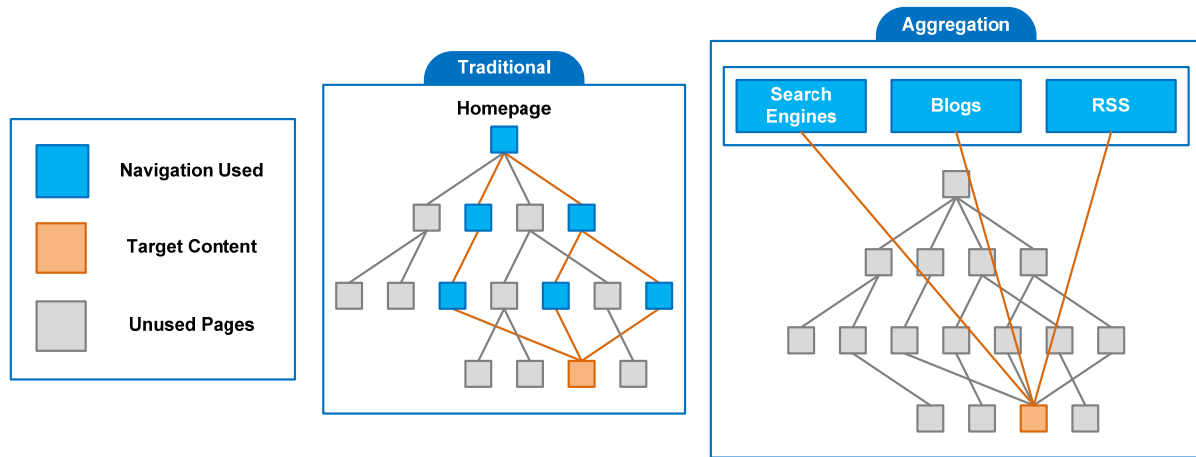 Navigation Used
Target Content
Unused Pages
Traditional
Homepage
Aggregation
Search
Engines
Blogs
RSS